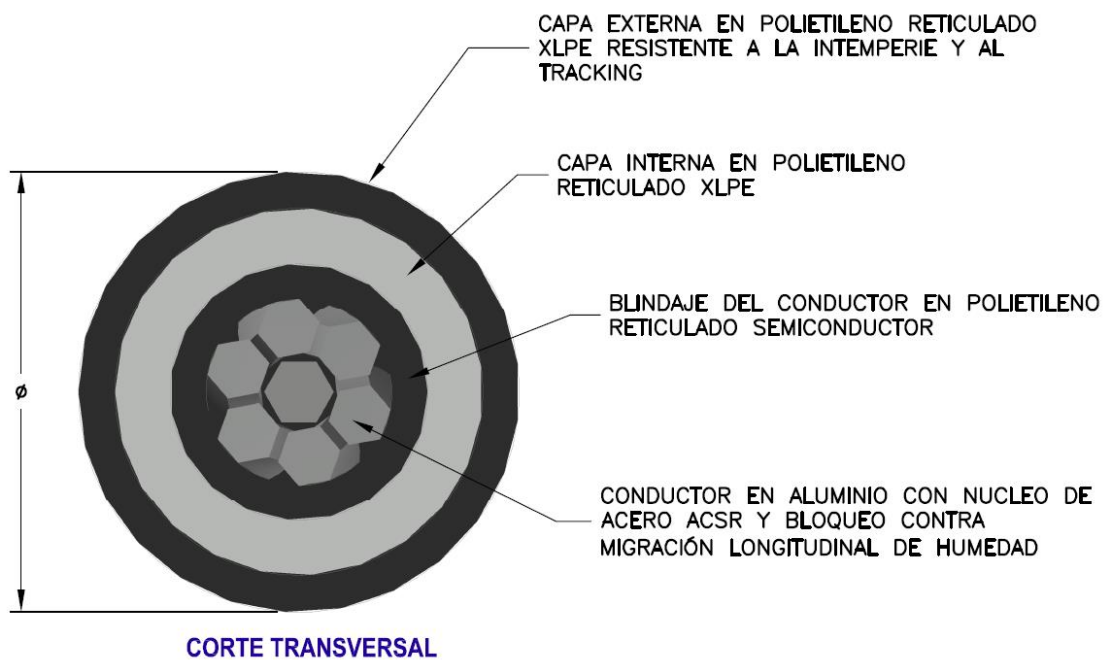 CAPA EXTERNA EN POLIETILENO RETICULADO
XLPE RESISTENTE A LA INTEMPERIE Y AL
TRACKING
CAPA INTERNA EN POLIETILENO
RETICULADO XLPE
BLINDAJE DEL CONDUCTOR EN POLIETILENO
RETICULADO SEMICONDUCTOR
ø
CONDUCTOR EN ALUMINIO CON NUCLEO DE
ACERO ACSR Y BLOQUEO CONTRA
MIGRACIÓN LONGITUDINAL DE HUMEDAD
CORTE TRANSVERSAL